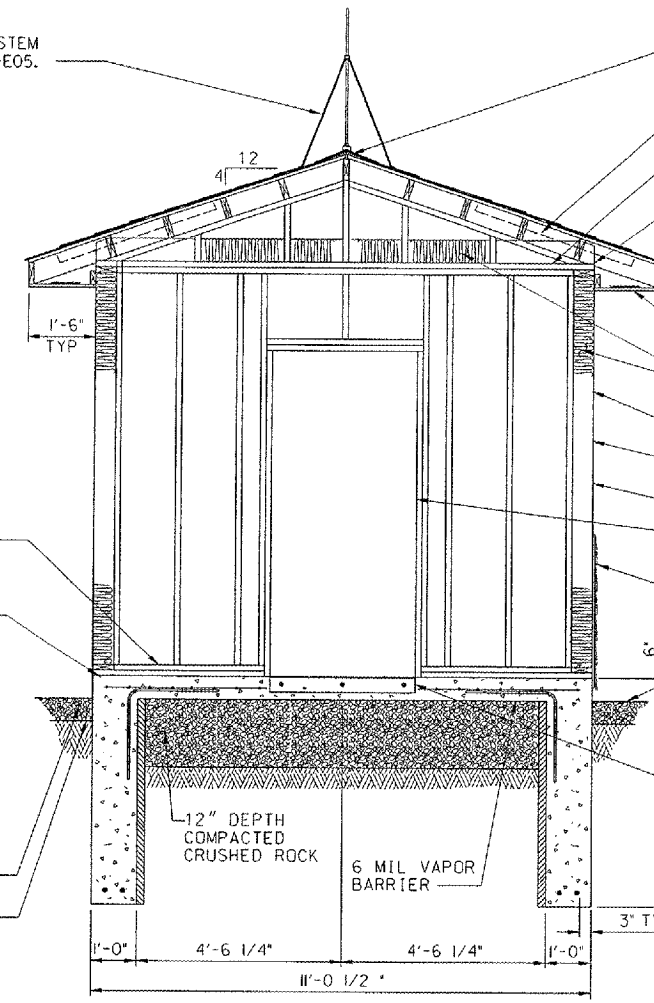 STEM
E05.
12
4
1'-6"
TYP
6"
12" DEPTH
COMPACTED
CRUSHED ROCK
6 MIL VAPOR
BARRIER
3" T
1'-0"
4'-6 1/4"
4'-6 1/4"
1'-0"
11'-0 1/2 "